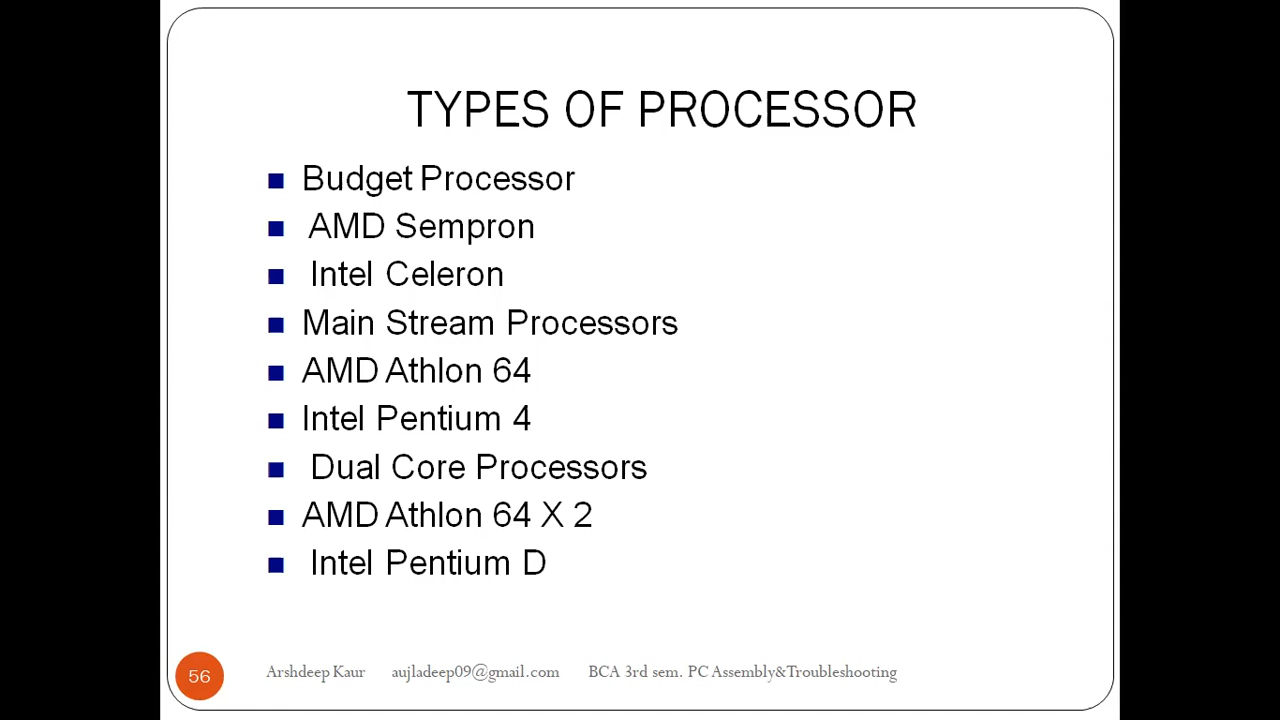 TYPES OF PROCESSOR
Budget Processor
AMD Sempron
Intel Celeron
Main Stream Processors
AMD Athlon 64
Intel Pentium 4
Dual Core Processors
AMD Athlon 64 X 2
Intel Pentium D
56 Arshdeep Kaur aujladeep09@gmail.com BCA 3rd sem. PC Assembly&Troubleshooting